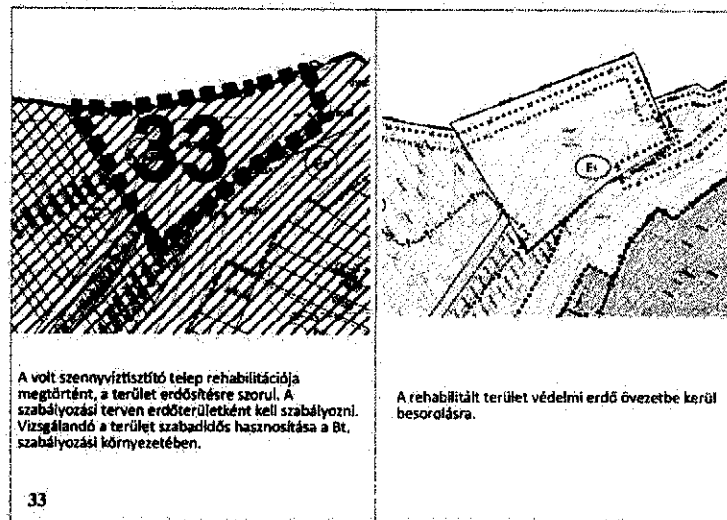 33
A volt szennyvíztisztító telep rehabilitációja
megtörtént, a terület erdősítésre szorul. A
szabályozási terven erdőterületként kell szabályozni.
Vizsgálandó a terület szabadidős hasznosítása a Bt.
szabályozási környezetében.
33
A rehabilitált terület védelmi erdő övezetbe kerül
besorolásra.